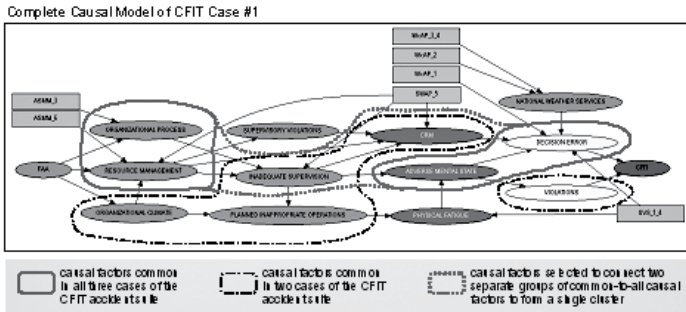 Complete Causal Model of CFIT Case #1
WxAP_3_4
WxAP_2
WxAP_1
SWAP_5
ASMM_3
ASMM_6
NATIONAL WEATHER SERVICES
ORGANIZATIONAL PROCESS
SUPERVISORY VIOLATIONS
CRM
DECISION ERROR
FAA
RESOURCE MANAGEMENT
INADEQUATE SUPERVISION
ADVERSE MENTAL STATE
CFIT
VIOLATIONS
ORGANIZATIONAL CLIMATE
PLANNED INAPPROPRIATE OPERATIONS
PHYSICAL FATIGUE
SVS_1_4
causal factors common
in all three cases of the
CFIT accident suite
causal factors common
in two cases of the CFIT
accident suite
causal factors selected to connect two
separate groups of common-to-all causal
factors to form a single cluster